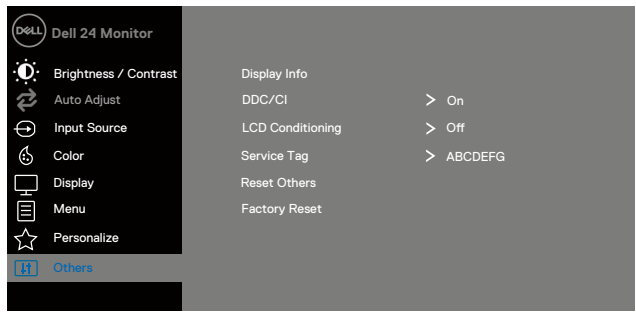 DELL Dell 24 Monitor
Brightness / Contrast Display Info
Auto Adjust DDC/CI > On
Input Source LCD Conditioning > Off
Color Service Tag > ABCDEFG
Display Reset Others
Menu Factory Reset
Personalize
Others